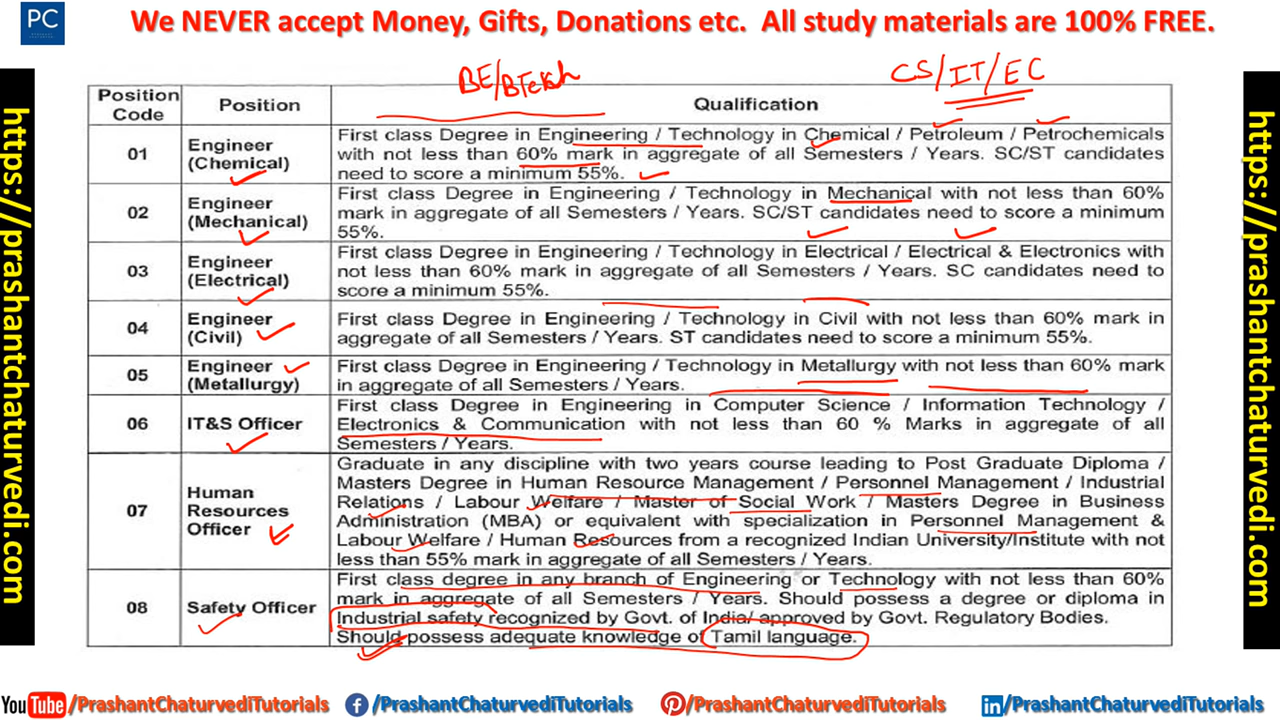 PC
We NEVER accept Money, Gifts, Donations etc. All study materials are 100% FREE.
BE/BTech
CS/IT/EC
https://prashantchaturvedi.com
Position Code
Position
Qualification
01
Engineer
(Chemical)
First class Degree in Engineering / Technology in Chemical / Petroleum / Petrochemicals
with not less than 60% mark in aggregate of all Semesters / Years. SC/ST candidates
need to score a minimum 55%.
02
Engineer
(Mechanical)
First class Degree in Engineering / Technology in Mechanical with not less than 60%
mark in aggregate of all Semesters / Years. SC/ST candidates need to score a minimum
55%.
03
Engineer
(Electrical)
First class Degree in Engineering / Technology in Electrical / Electrical & Electronics with
not less than 60% mark in aggregate of all Semesters / Years. SC candidates need to
score a minimum 55%.
04
Engineer
(Civil)
First class Degree in Engineering / Technology in Civil with not less than 60% mark in
aggregate of all Semesters / Years. ST candidates need to score a minimum 55%.
05
Engineer
(Metallurgy)
First class Degree in Engineering / Technology in Metallurgy with not less than 60% mark
in aggregate of all Semesters / Years.
06
IT&S Officer
First class Degree in Engineering in Computer Science / Information Technology /
Electronics & Communication with not less than 60 % Marks in aggregate of all
Semesters / Years.
07
Human
Resources
Officer
Graduate in any discipline with two years course leading to Post Graduate Diploma /
Masters Degree in Human Resource Management / Personnel Management / Industrial
Relations / Labour Welfare / Master of Social Work / Masters Degree in Business
Administration (MBA) or equivalent with specialization in Personnel Management &
Labour Welfare / Human Resources from a recognized Indian University/Institute with not
less than 55% mark in aggregate of all Semesters / Years.
08
Safety Officer
First class degree in any branch of Engineering or Technology with not less than 60%
mark in aggregate of all Semesters / Years. Should possess a degree or diploma in
Industrial safety recognized by Govt. of India/ approved by Govt. Regulatory Bodies.
Should possess adequate knowledge of Tamil language.
https://prashantchaturvedi.com
YouTube/PrashantChaturvediTutorials
f/PrashantChaturvediTutorials
/PrashantChaturvediTutorials
in/PrashantChaturvediTutorials